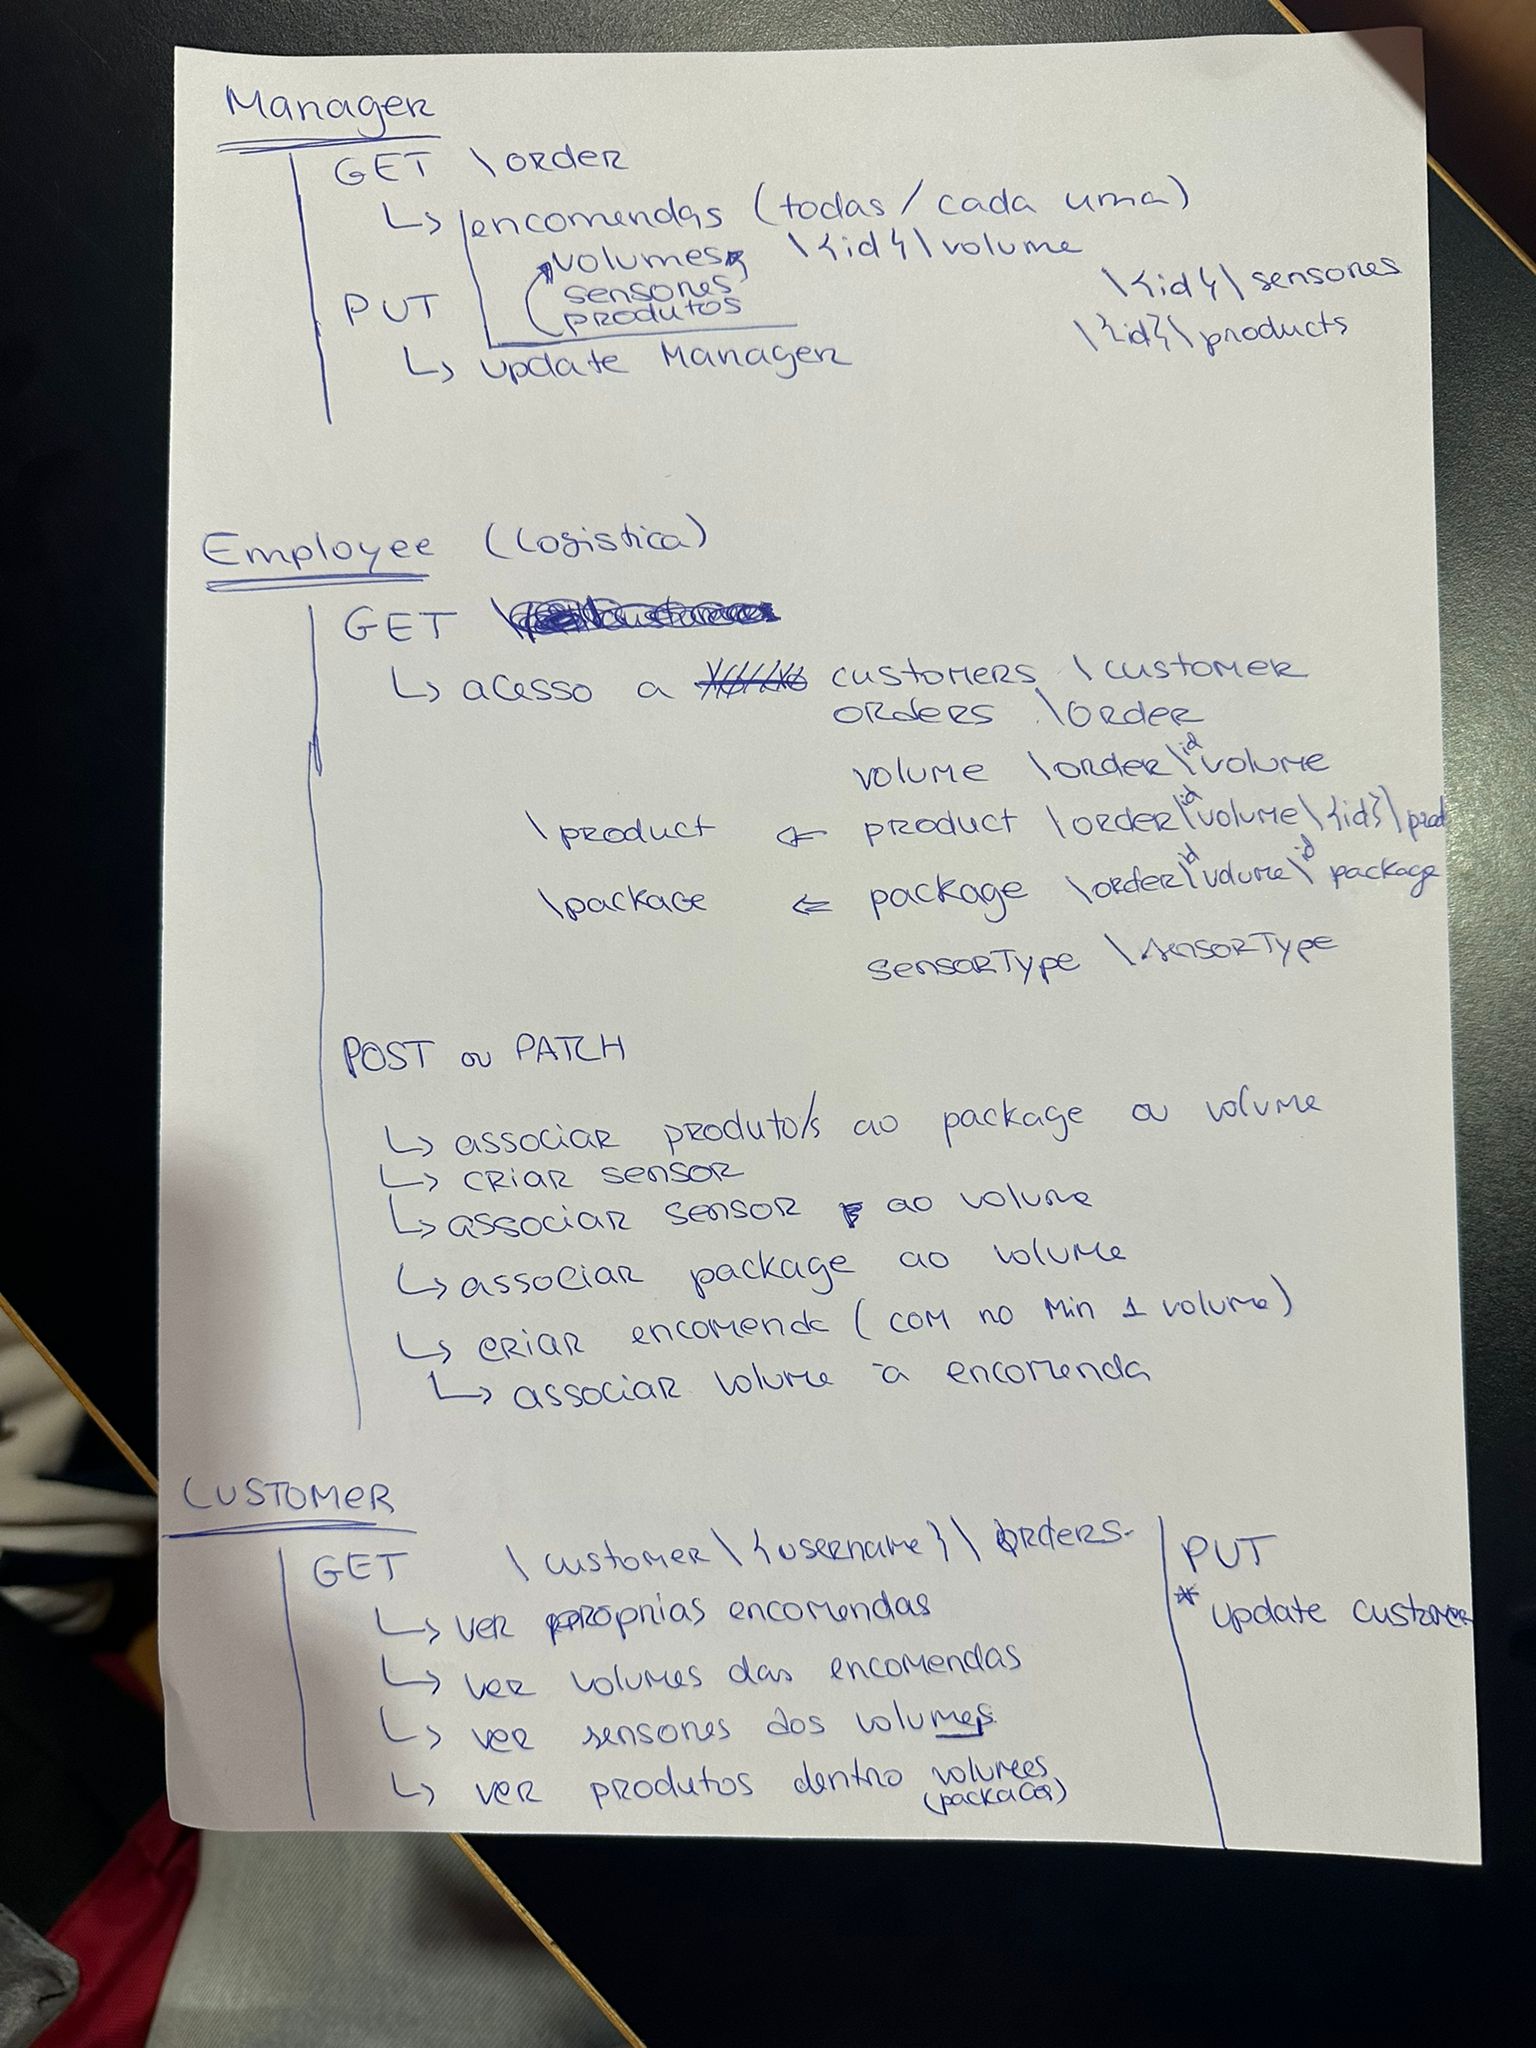 Manager
GET \order
↳ encomendas (todas / cada uma)
volumes \{id}\volume
sensores \{id}\sensores
PUT
produtos \{id}\products
↳ update Manager
Employee (logistica)
GET
↳ acesso a customers \customer
orders \order
volume \order\id\volume
\product ⇐ product \order\id\volume\{id}\prod
\package ⇐ package \order\id\volume\id\package
sensorType \sensorType
POST ou PATCH
↳ associar produto/s ao package ou volume
↳ criar sensor
↳ associar sensor ao volume
↳ associar package ao volume
↳ criar encomenda (com no min 1 volume)
↳ associar volume à encomenda
Customer
GET \customer\{username}\orders
↳ ver próprias encomendas
↳ ver volumes das encomendas
↳ ver sensores dos volumes
↳ ver produtos dentro volumes
(packages)
PUT
* update customer